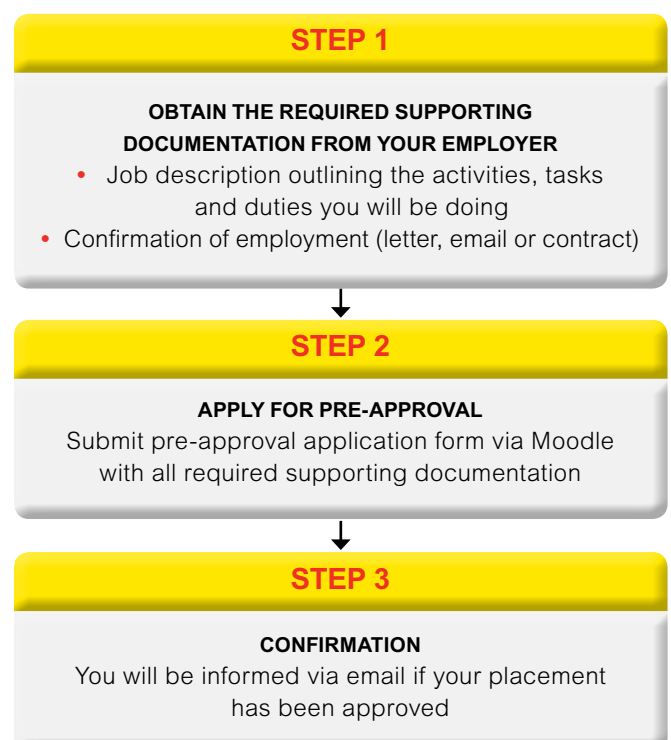 STEP 1
OBTAIN THE REQUIRED SUPPORTING
DOCUMENTATION FROM YOUR EMPLOYER
• Job description outlining the activities, tasks
and duties you will be doing
• Confirmation of employment (letter, email or contract)
STEP 2
APPLY FOR PRE-APPROVAL
Submit pre-approval application form via Moodle
with all required supporting documentation
STEP 3
CONFIRMATION
You will be informed via email if your placement
has been approved